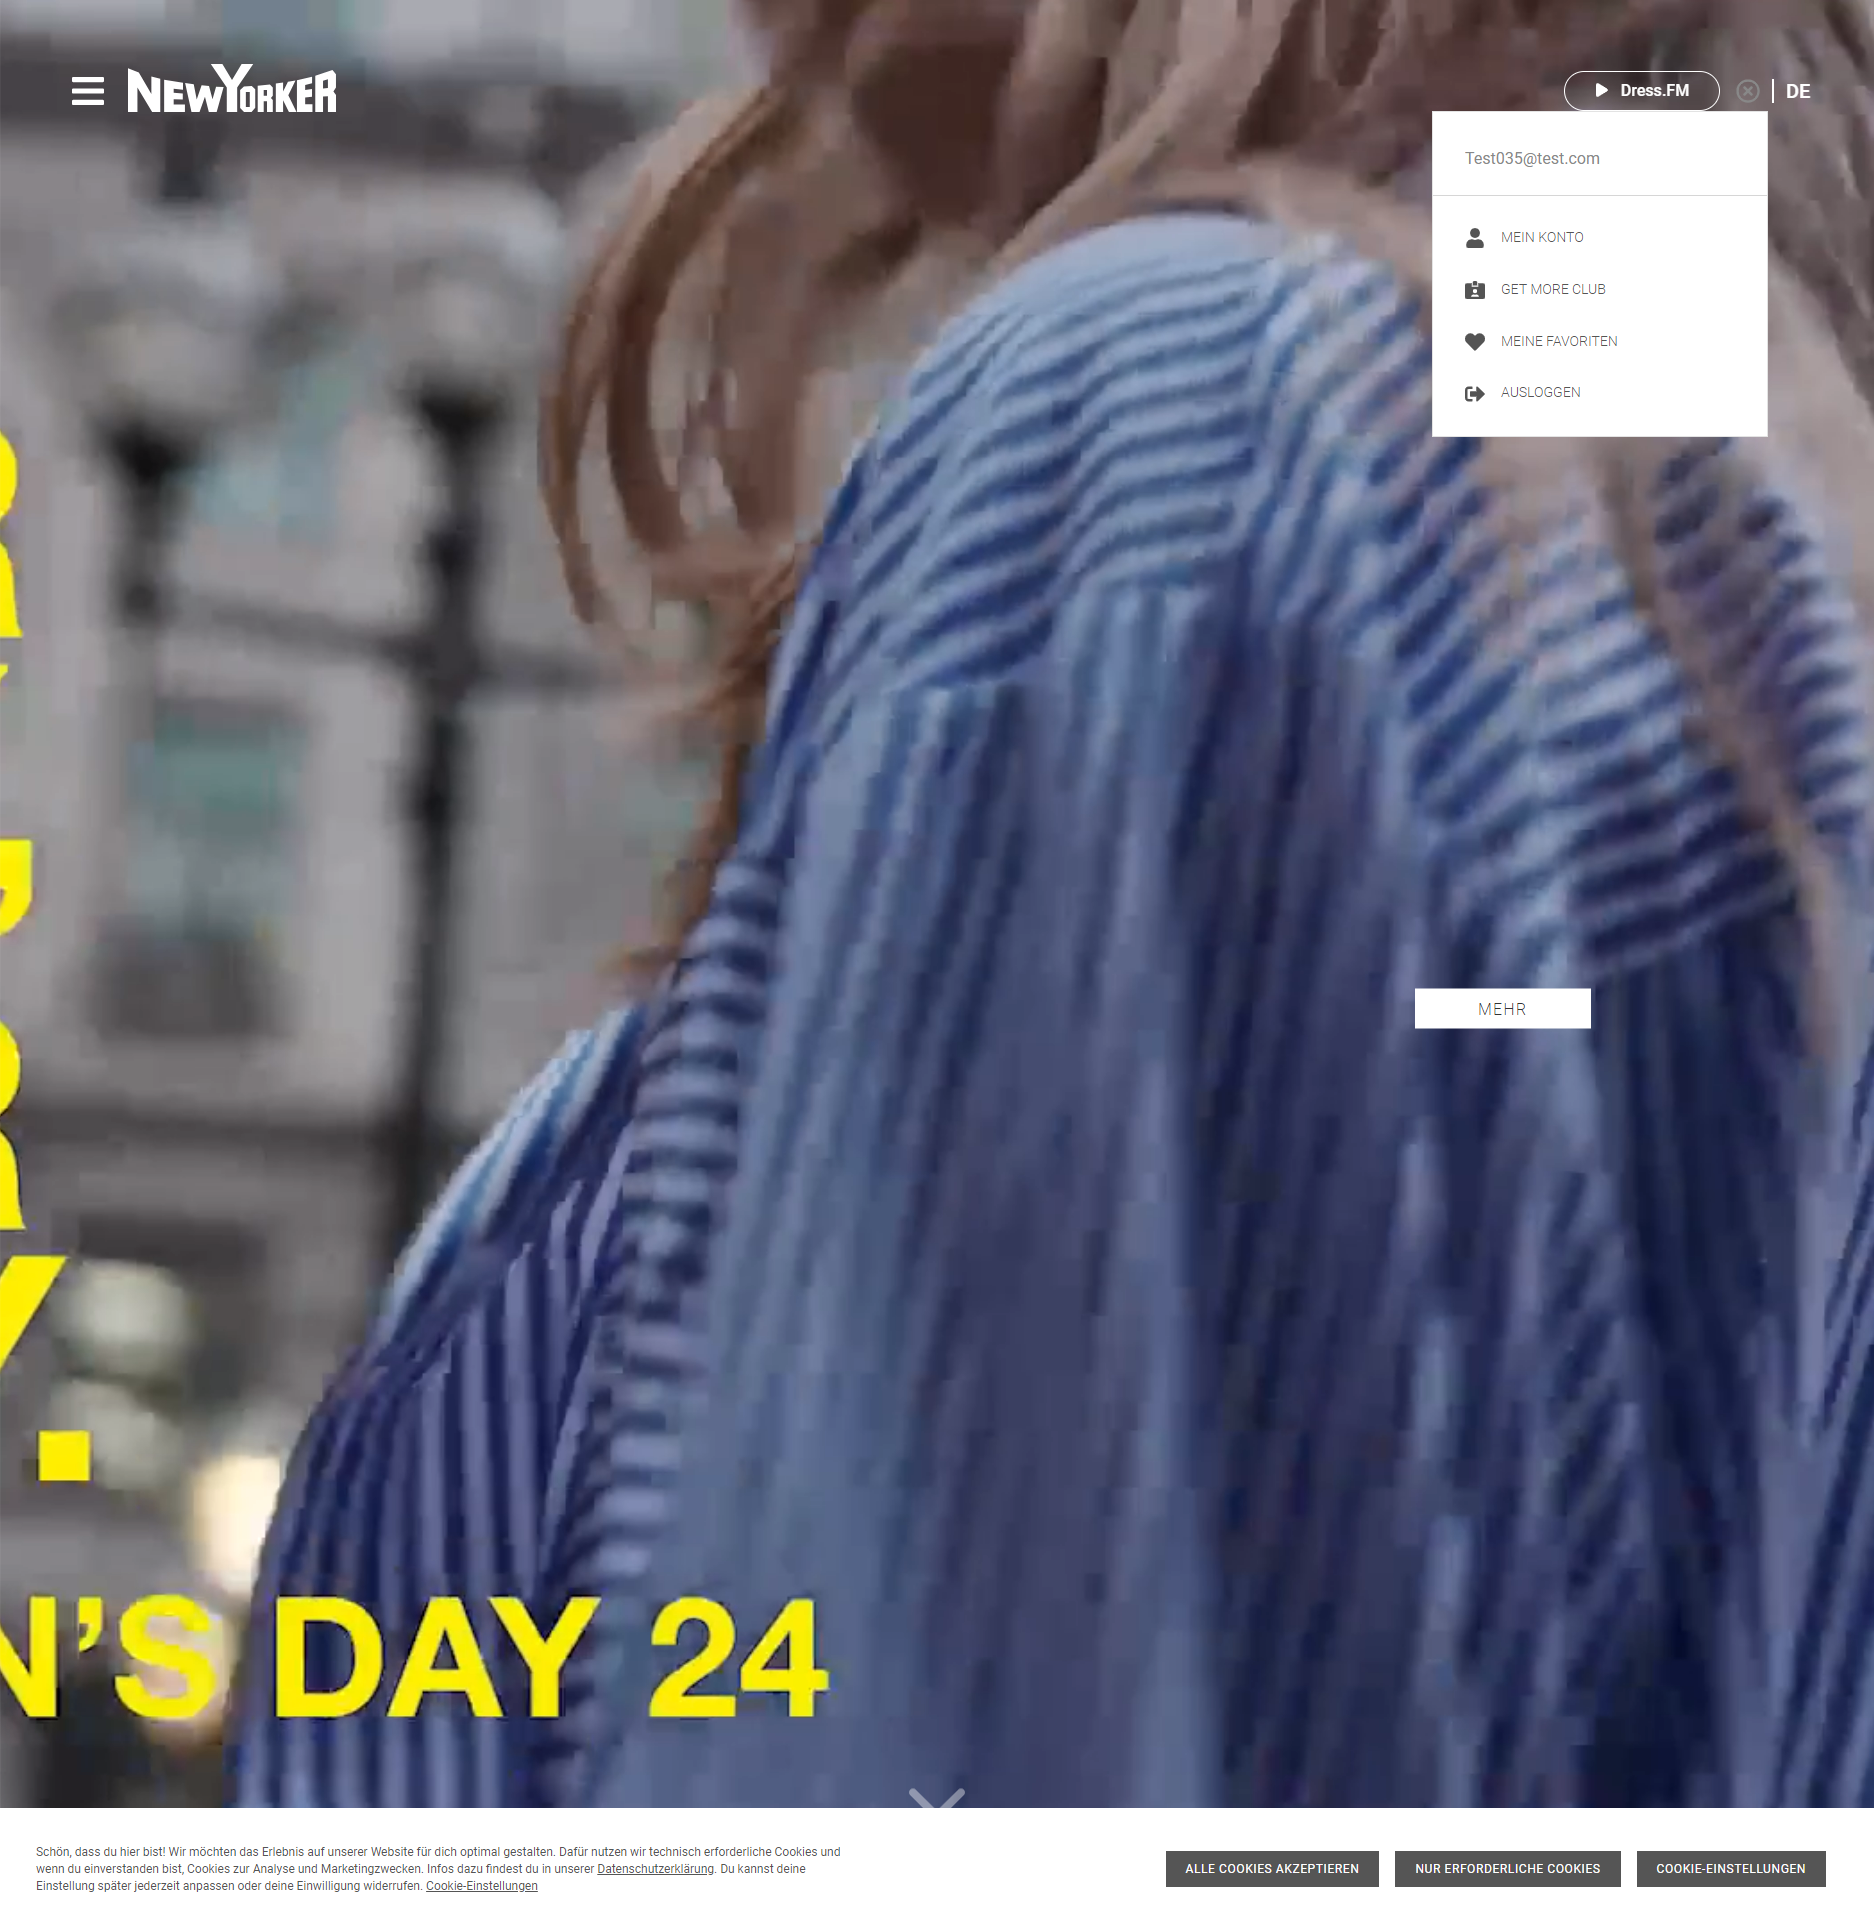 NEWYORKER
Dress.FM
DE
Test035@test.com
MEIN KONTO
GET MORE CLUB
MEINE FAVORITEN
AUSLOGGEN
MEHR
N'S DAY 24
Schön, dass du hier bist! Wir möchten das Erlebnis auf unserer Website für dich optimal gestalten. Dafür nutzen wir technisch erforderliche Cookies und
wenn du einverstanden bist, Cookies zur Analyse und Marketingzwecken. Infos dazu findest du in unserer Datenschutzerklärung. Du kannst deine
Einstellung später jederzeit anpassen oder deine Einwilligung widerrufen. Cookie-Einstellungen
ALLE COOKIES AKZEPTIEREN
NUR ERFORDERLICHE COOKIES
COOKIE-EINSTELLUNGEN